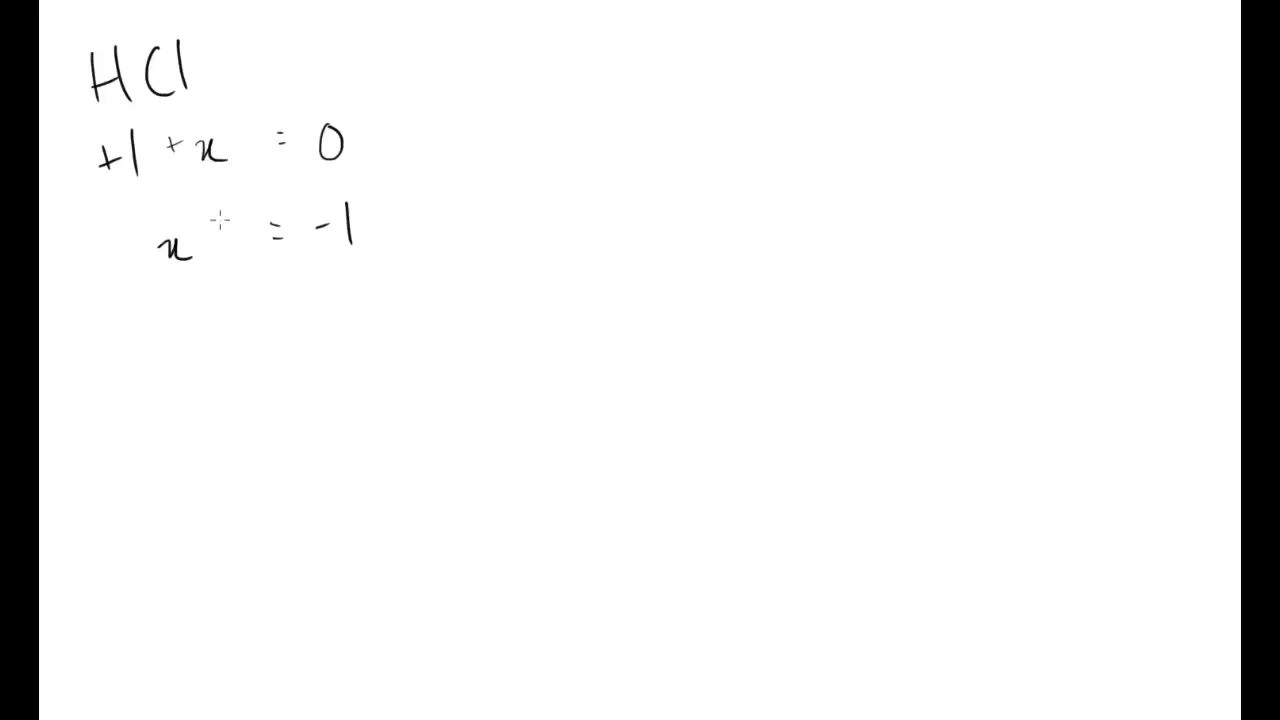 HCl
+1 + x = 0
x = -1